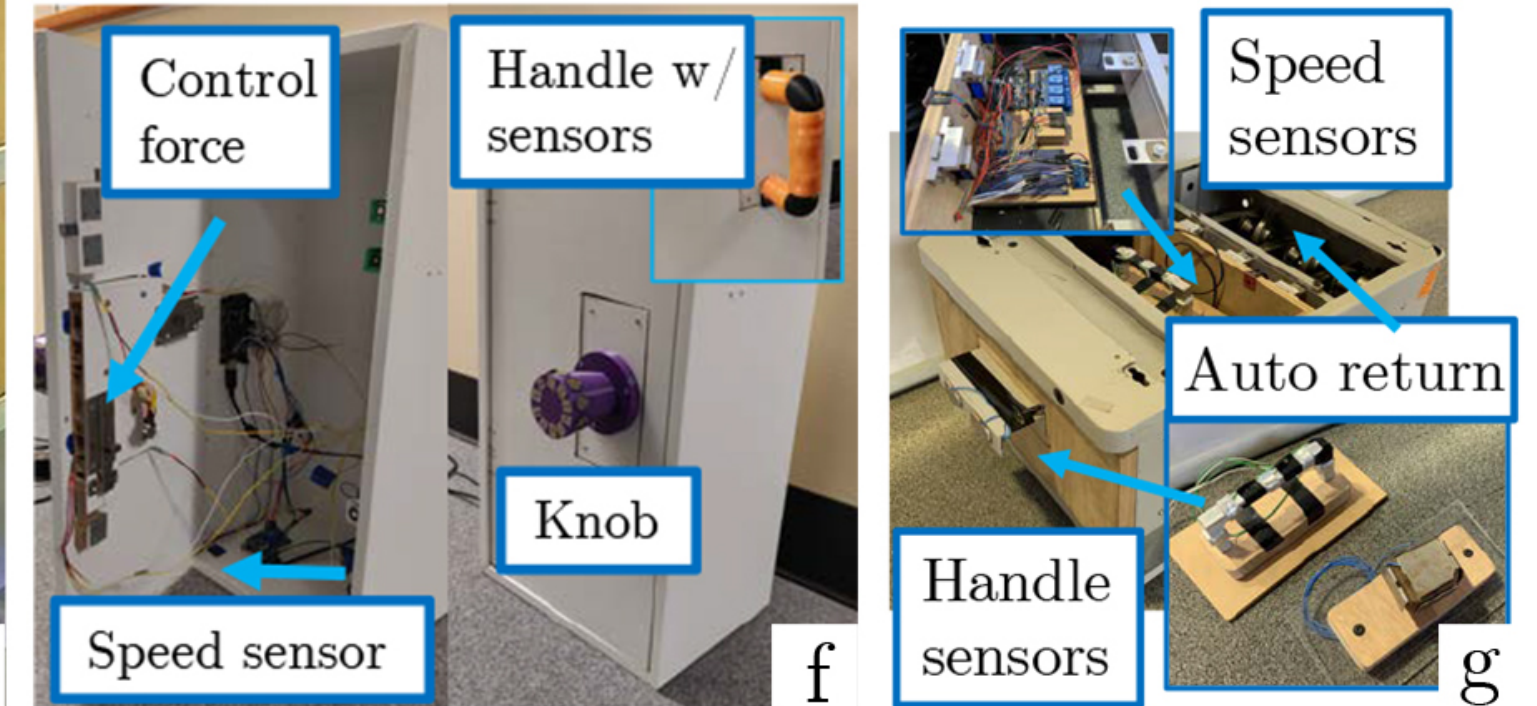 Control
force
Handle w/
sensors
Knob
Speed sensor
f
Speed
sensors
Auto return
Handle
sensors
g